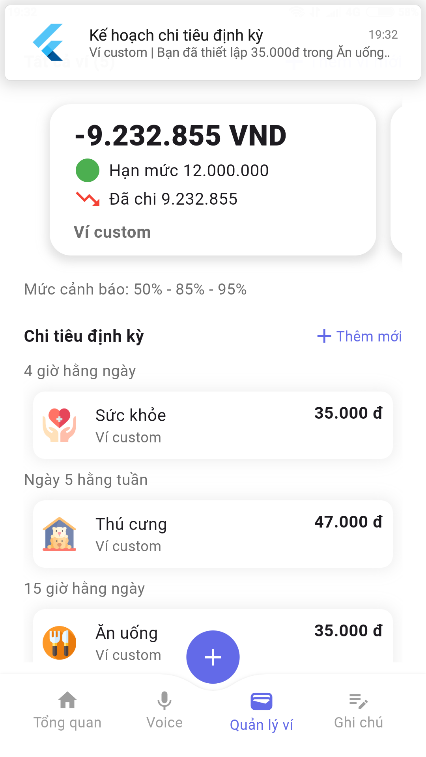 Kế hoạch chi tiêu định kỳ 19:32
Ví custom | Bạn đã thiết lập 35.000đ trong Ăn uống..
-9.232.855 VND
Hạn mức 12.000.000
Đã chi 9.232.855
Ví custom
Mức cảnh báo: 50% - 85% - 95%
Chi tiêu định kỳ
Thêm mới
4 giờ hằng ngày
Sức khỏe 35.000 đ
Ví custom
Ngày 5 hằng tuần
Thú cưng 47.000 đ
Ví custom
15 giờ hằng ngày
Ăn uống 35.000 đ
Ví custom
Tổng quan Voice Quản lý ví Ghi chú